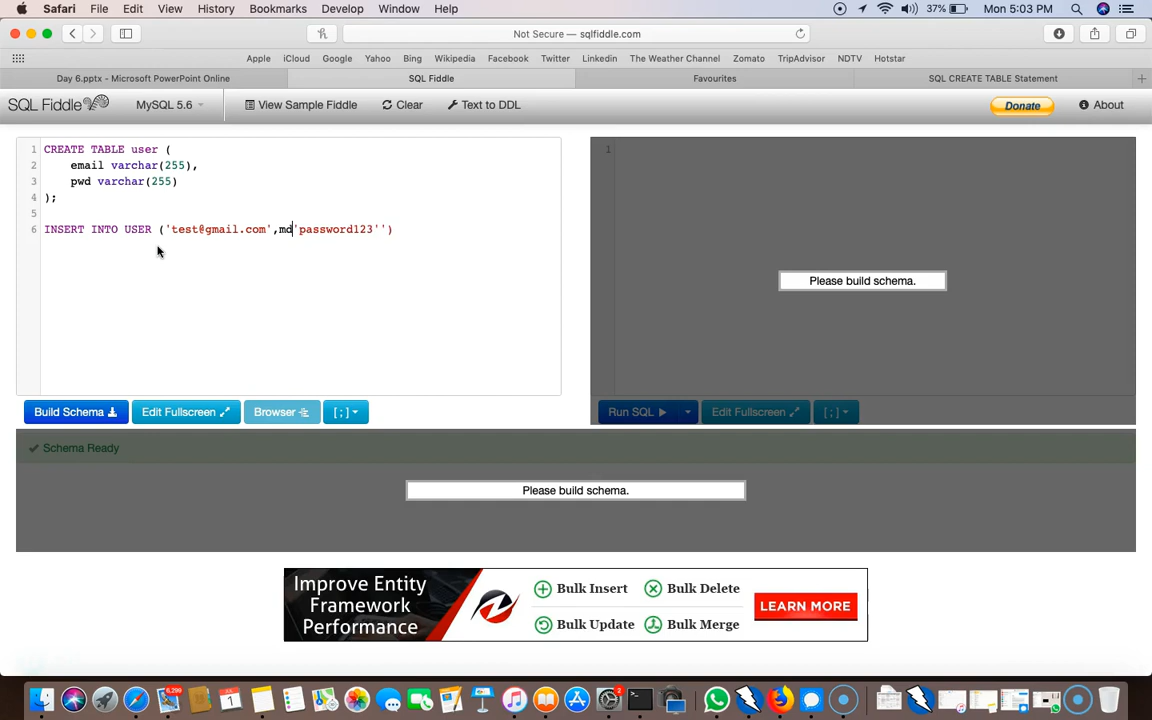 Safari File Edit View History Bookmarks Develop Window Help 37% Mon 5:03 PM
Not Secure — sqlfiddle.com
Apple iCloud Google Yahoo Bing Wikipedia Facebook Twitter Linkedin The Weather Channel Zomato TripAdvisor NDTV Hotstar
Day 6.pptx - Microsoft PowerPoint Online SQL Fiddle Favourites SQL CREATE TABLE Statement
SQL Fiddle MySQL 5.6 View Sample Fiddle Clear Text to DDL Donate About
1 CREATE TABLE user (
2 email varchar(255),
3 pwd varchar(255)
4 );
5
6 INSERT INTO USER ('test@gmail.com',md'password123'')
1
Please build schema.
Build Schema Edit Fullscreen Browser [ ; ]
Run SQL Edit Fullscreen [ ; ]
Schema Ready
Please build schema.
Improve Entity
Framework
Performance
Bulk Insert Bulk Delete
Bulk Update Bulk Merge
LEARN MORE
6,299
1
3